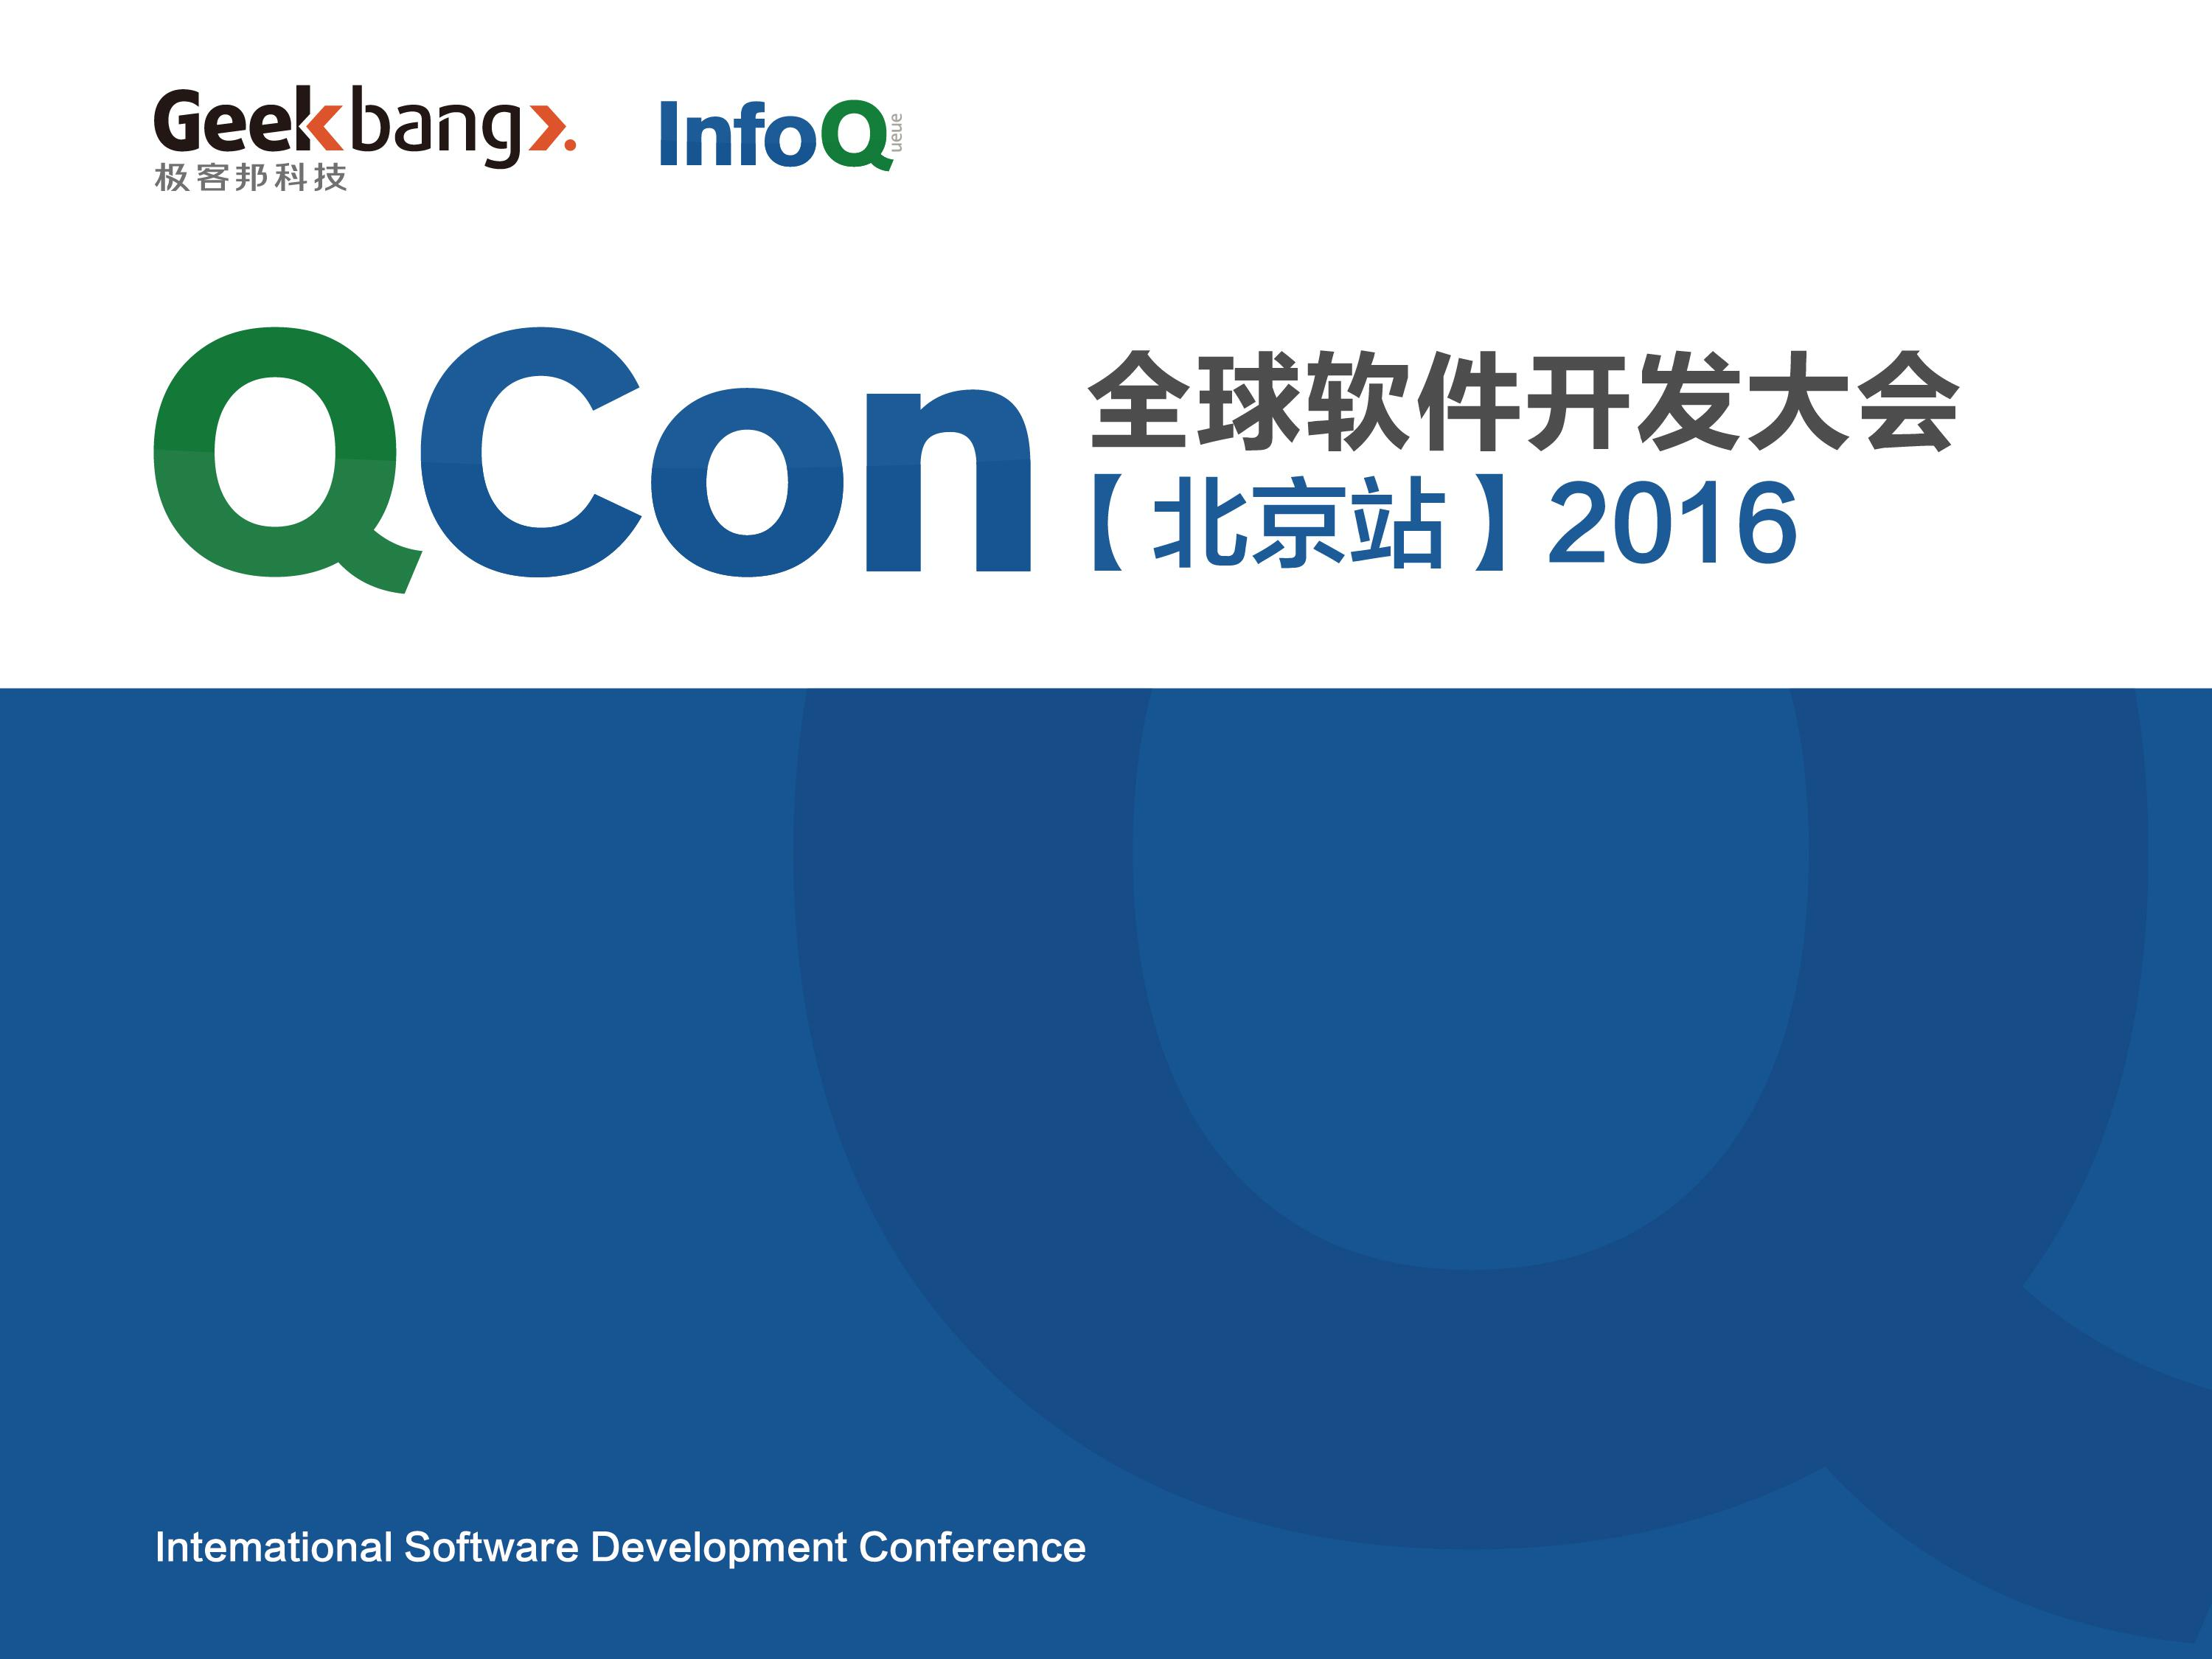 Geekbang>.
极客邦科技
InfoQ
ueue
QCon
全球软件开发大会
【北京站】2016
International Software Development Conference